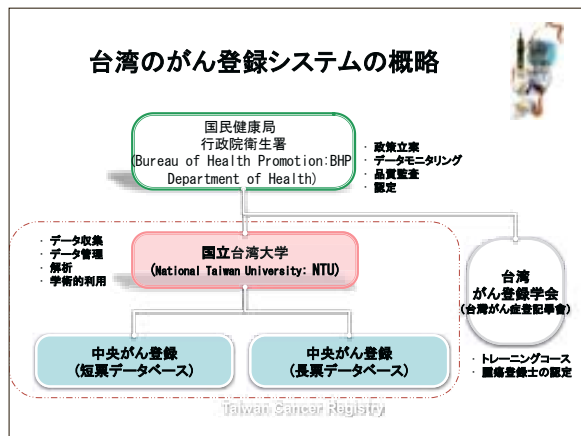 台湾のがん登録システムの概略
国民健康局
行政院衛生署
(Bureau of Health Promotion:BHP
Department of Health)
・ 政策立案
・ データモニタリング
・ 品質監査
・ 認定
・ データ収集
・ データ管理
・ 解析
・ 学術的利用
国立台湾大学
(National Taiwan University: NTU)
台湾
がん登録学会
(台湾がん症登記學會)
中央がん登録
(短票データベース)
中央がん登録
(長票データベース)
・ トレーニングコース
・ 腫瘍登録士の認定
Taiwan Cancer Registry